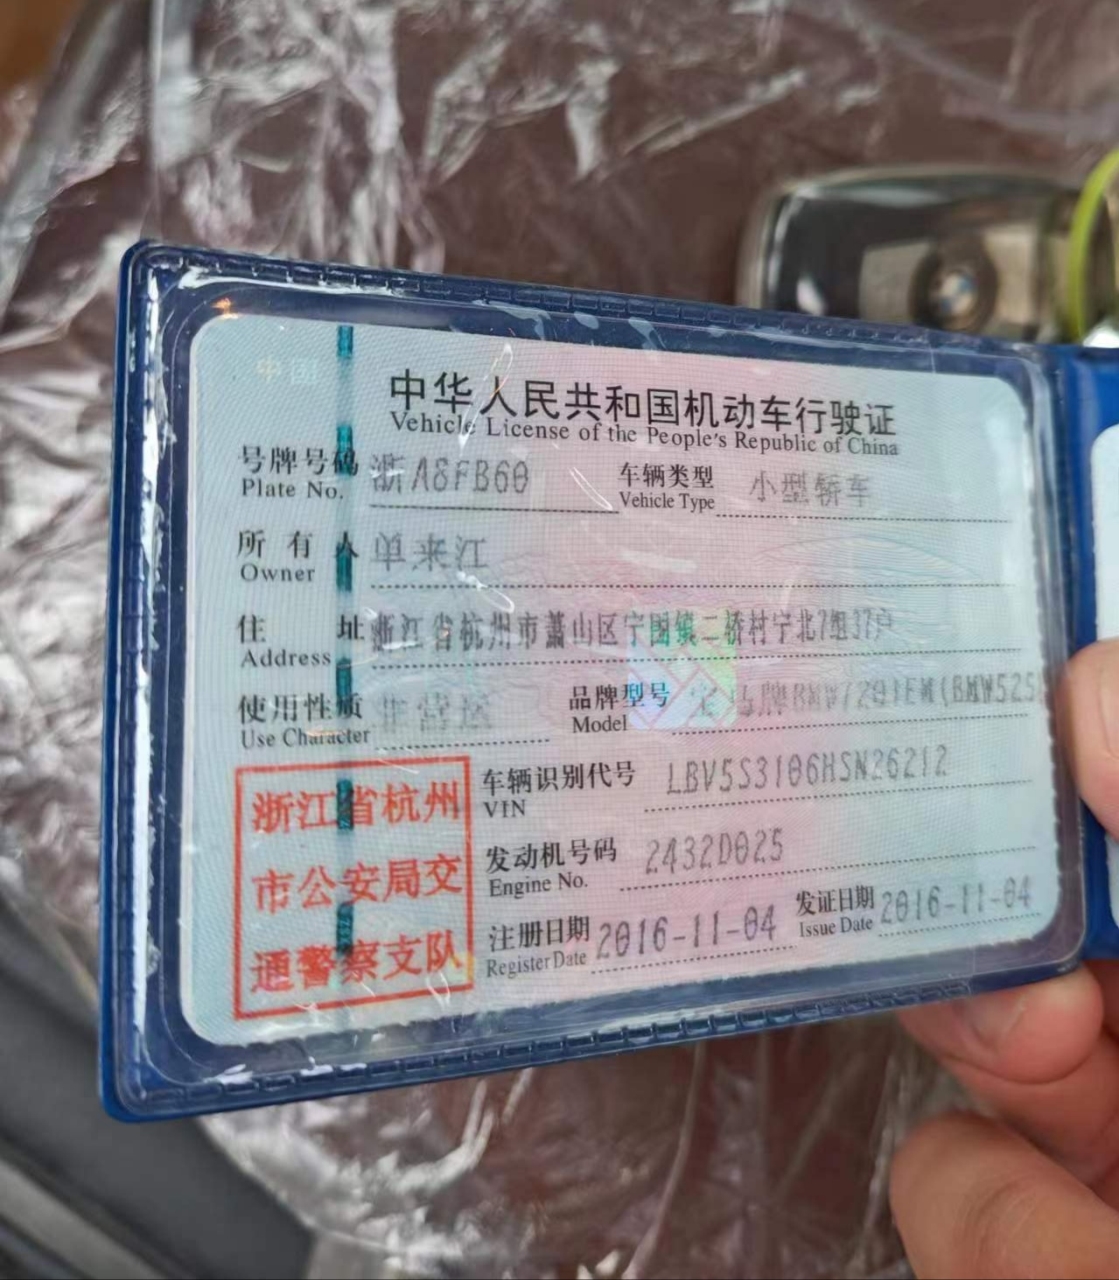 中国
中华人民共和国机动车行驶证
Vehicle License of the People's Republic of China
号牌号码 浙A8FB60 车辆类型 小型轿车
Plate No. Vehicle Type
所有人 单来江
Owner
住址 浙江省杭州市萧山区宁围镇二桥村宁北7组37户
Address
使用性质 非营运 品牌型号 宝马牌BMW7201EM(BMW525
Use Character Model
浙江省杭州
市公安局交
通警察支队
车辆识别代号 LBV5S3106HSN26212
VIN
发动机号码 2432D025
Engine No.
注册日期 2016-11-04 发证日期 2016-11-04
Register Date Issue Date